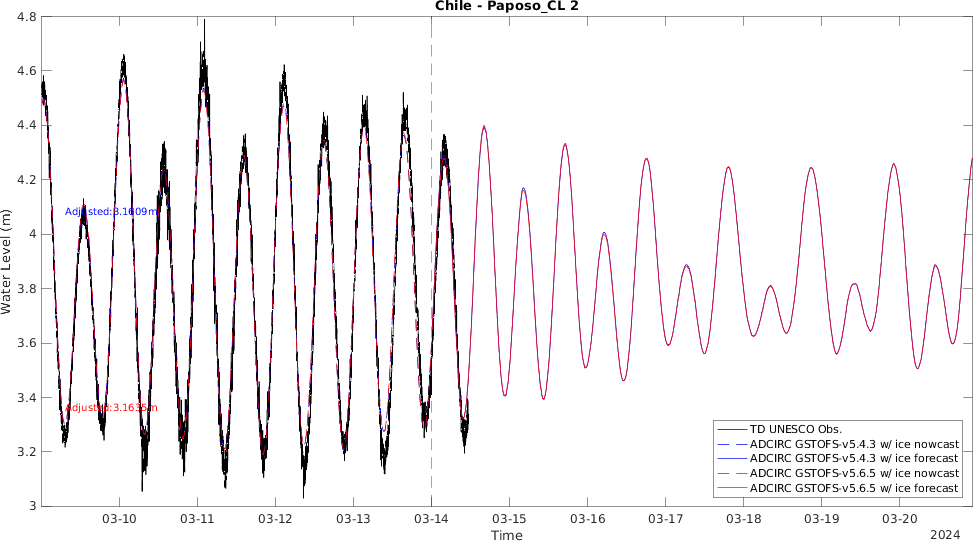 Chile - Paposo_CL 2
4.8
4.6
4.4
4.2
4
3.8
3.6
3.4
3.2
3
Water Level (m)
Adjusted:3.1609m
Adjusted:3.1635m
TD UNESCO Obs.
ADCIRC GSTOFS-v5.4.3 w/ ice nowcast
ADCIRC GSTOFS-v5.4.3 w/ ice forecast
ADCIRC GSTOFS-v5.6.5 w/ ice nowcast
ADCIRC GSTOFS-v5.6.5 w/ ice forecast
03-10 03-11 03-12 03-13 03-14 03-15 03-16 03-17 03-18 03-19 03-20
Time
2024